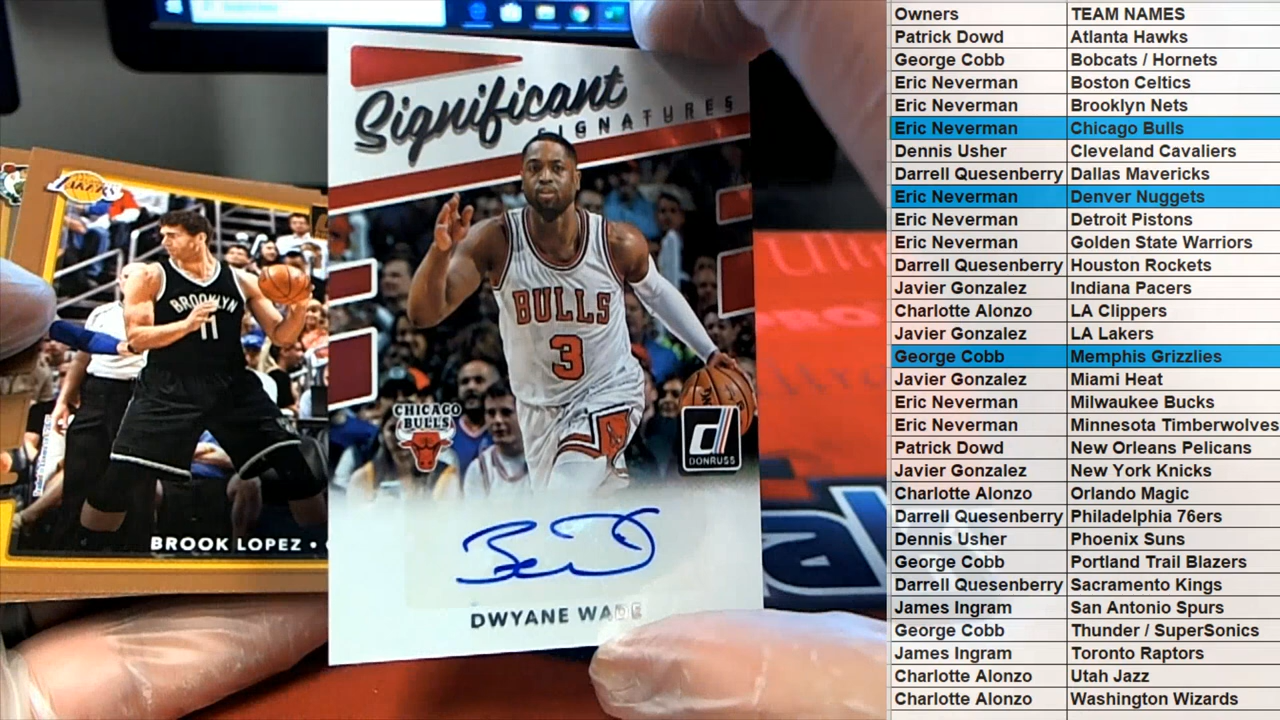 Significant
SIGNATURES
LAKERS
BROOKLYN
11
BROOK LOPEZ •
BULLS
3
CHICAGO
BULLS
DONRUSS
DWYANE WADE
Owners TEAM NAMES
Patrick Dowd Atlanta Hawks
George Cobb Bobcats / Hornets
Eric Neverman Boston Celtics
Eric Neverman Brooklyn Nets
Eric Neverman Chicago Bulls
Dennis Usher Cleveland Cavaliers
Darrell Quesenberry Dallas Mavericks
Eric Neverman Denver Nuggets
Eric Neverman Detroit Pistons
Eric Neverman Golden State Warriors
Darrell Quesenberry Houston Rockets
Javier Gonzalez Indiana Pacers
Charlotte Alonzo LA Clippers
Javier Gonzalez LA Lakers
George Cobb Memphis Grizzlies
Javier Gonzalez Miami Heat
Eric Neverman Milwaukee Bucks
Eric Neverman Minnesota Timberwolves
Patrick Dowd New Orleans Pelicans
Javier Gonzalez New York Knicks
Charlotte Alonzo Orlando Magic
Darrell Quesenberry Philadelphia 76ers
Dennis Usher Phoenix Suns
George Cobb Portland Trail Blazers
Darrell Quesenberry Sacramento Kings
James Ingram San Antonio Spurs
George Cobb Thunder / SuperSonics
James Ingram Toronto Raptors
Charlotte Alonzo Utah Jazz
Charlotte Alonzo Washington Wizards